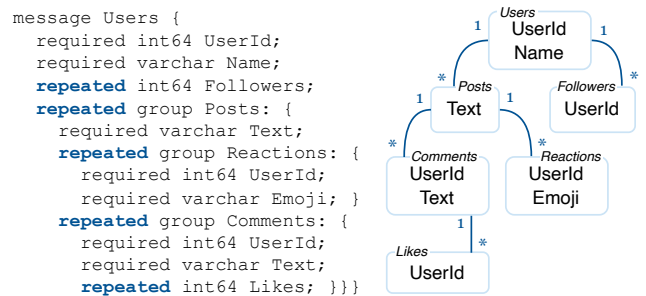 message Users {
required int64 UserId;
required varchar Name;
repeated int64 Followers;
repeated group Posts: {
required varchar Text;
repeated group Reactions: {
required int64 UserId;
required varchar Emoji; }
repeated group Comments: {
required int64 UserId;
required varchar Text;
repeated int64 Likes; }}}
Users
UserId
Name
1
1
*
*
Posts
Text
Followers
UserId
1
1
*
*
Comments
UserId
Text
Reactions
UserId
Emoji
1
*
Likes
UserId